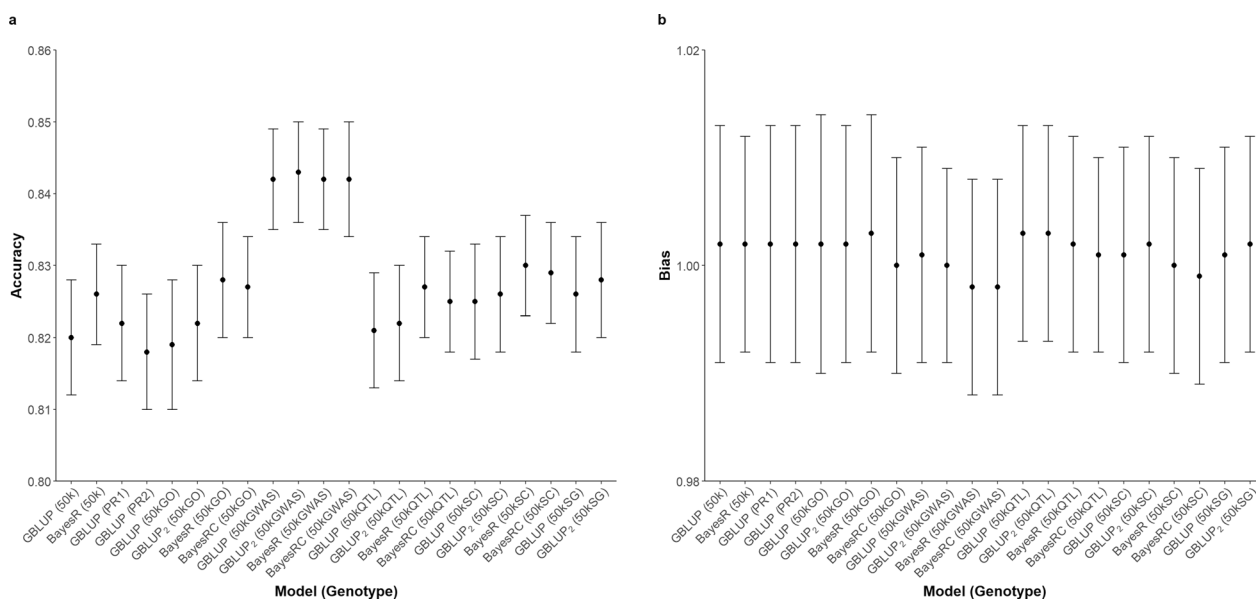 a
0.86
0.85
0.84
0.83
0.82
0.81
0.80
Accuracy
GBLUP (50k)
BayesR (50k)
GBLUP (PR1)
GBLUP (PR2)
GBLUP (50kGO)
GBLUP₂ (50kGO)
BayesR (50kGO)
BayesRC (50kGO)
GBLUP (50kGWAS)
GBLUP₂ (50kGWAS)
BayesR (50kGWAS)
BayesRC (50kGWAS)
GBLUP (50kQTL)
GBLUP₂ (50kQTL)
BayesR (50kQTL)
BayesRC (50kQTL)
GBLUP (50kSC)
GBLUP₂ (50kSC)
BayesR (50kSC)
BayesRC (50kSC)
GBLUP (50kSG)
GBLUP₂ (50kSG)
Model (Genotype)
b
1.02
1.00
0.98
Bias
GBLUP (50k)
BayesR (50k)
GBLUP (PR1)
GBLUP (PR2)
GBLUP (50kGO)
GBLUP₂ (50kGO)
BayesR (50kGO)
BayesRC (50kGO)
GBLUP (50kGWAS)
GBLUP₂ (50kGWAS)
BayesR (50kGWAS)
BayesRC (50kGWAS)
GBLUP (50kQTL)
GBLUP₂ (50kQTL)
BayesR (50kQTL)
BayesRC (50kQTL)
GBLUP (50kSC)
GBLUP₂ (50kSC)
BayesR (50kSC)
BayesRC (50kSC)
GBLUP (50kSG)
GBLUP₂ (50kSG)
Model (Genotype)